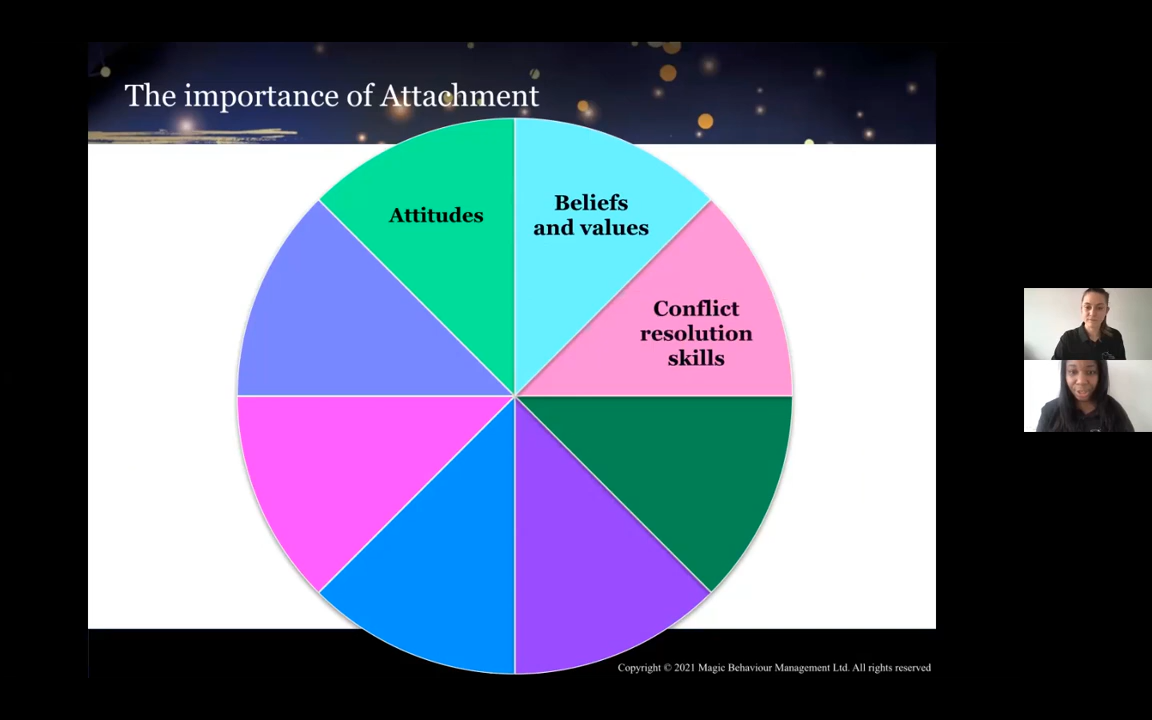 The importance of Attachment
Attitudes
Beliefs
and values
Conflict
resolution
skills
Copyright © 2021 Magic Behaviour Management Ltd. All rights reserved